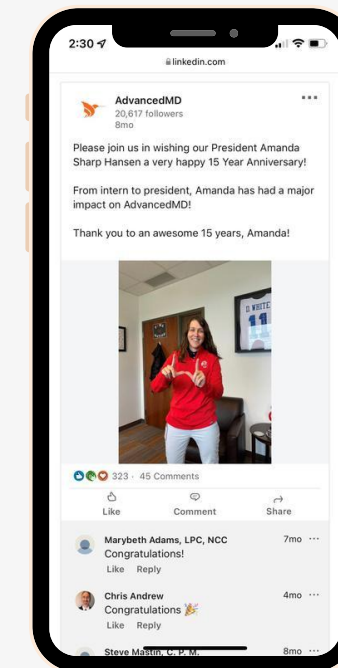 2:30
linkedin.com
AdvancedMD
20,617 followers
8mo
Please join us in wishing our President Amanda
Sharp Hansen a very happy 15 Year Anniversary!
From intern to president, Amanda has had a major
impact on AdvancedMD!
Thank you to an awesome 15 years, Amanda!
D. WHITE
11
323 · 45 Comments
Like Comment Share
Marybeth Adams, LPC, NCC 7mo
Congratulations!
Like Reply
Chris Andrew 4mo
Congratulations 🎉
Like Reply
Steve Mastin, C. P. M. 8mo